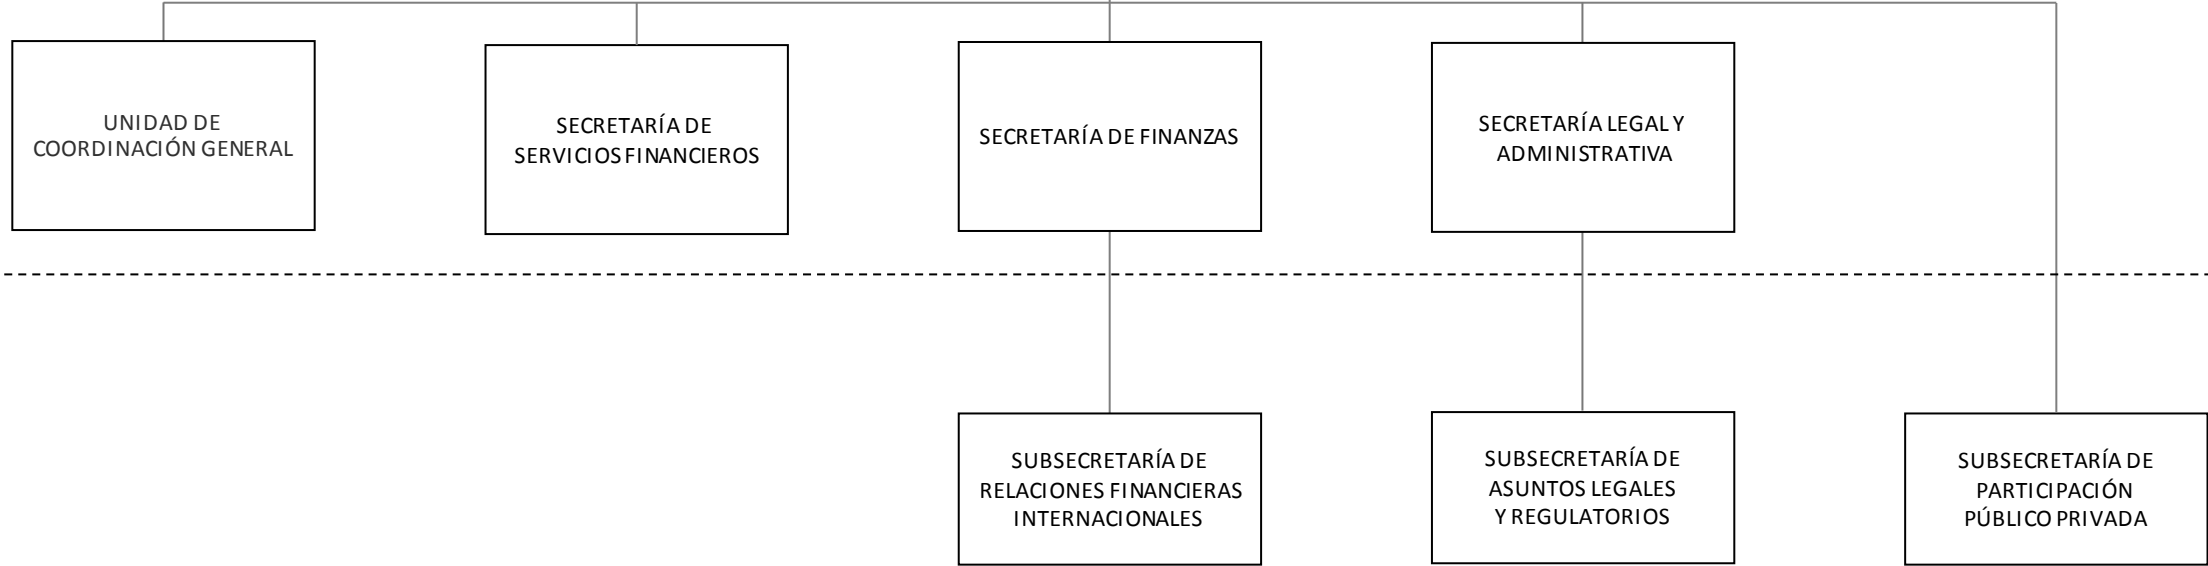 UNIDAD DE
COORDINACIÓN GENERAL
SECRETARÍA DE
SERVICIOS FINANCIEROS
SECRETARÍA DE FINANZAS
SECRETARÍA LEGAL Y
ADMINISTRATIVA
SUBSECRETARÍA DE
RELACIONES FINANCIERAS
INTERNACIONALES
SUBSECRETARÍA DE
ASUNTOS LEGALES
Y REGULATORIOS
SUBSECRETARÍA DE
PARTICIPACIÓN
PÚBLICO PRIVADA